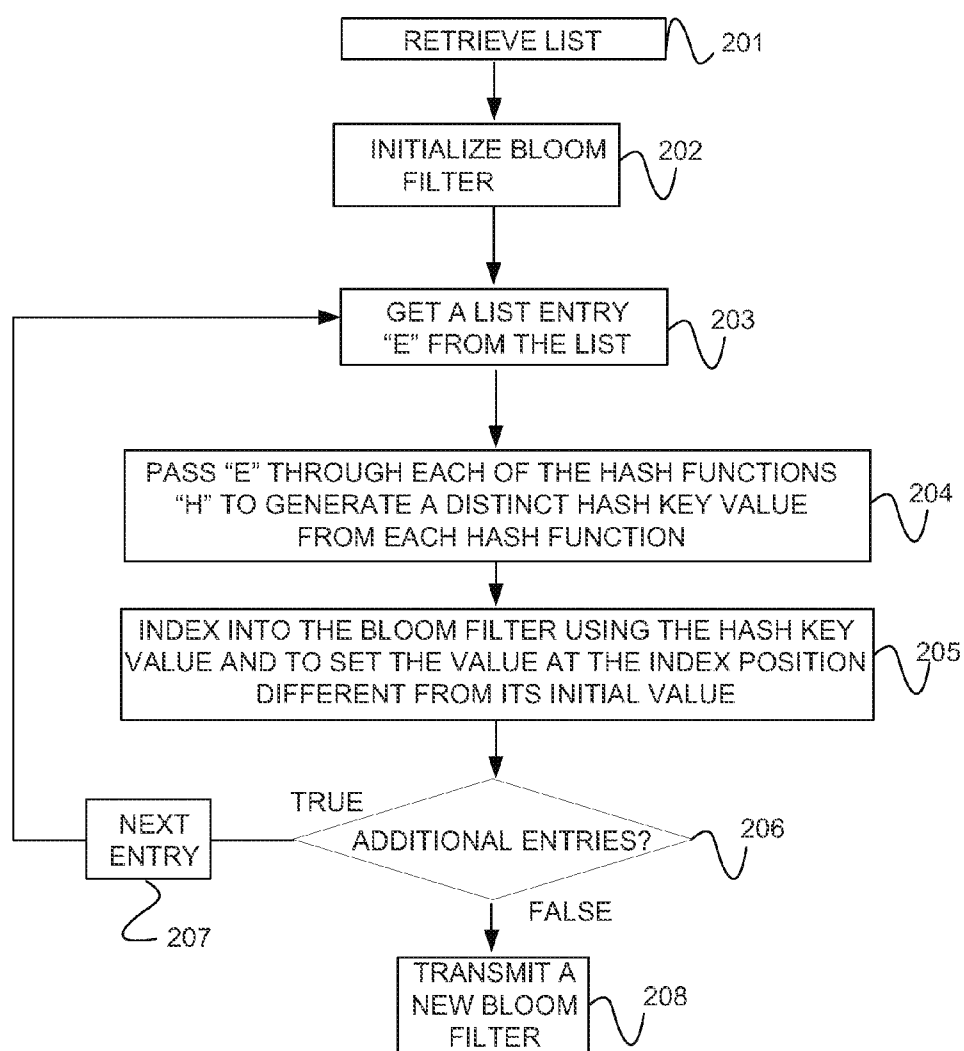 RETRIEVE LIST
201
INITIALIZE BLOOM
FILTER
202
GET A LIST ENTRY
"E" FROM THE LIST
203
PASS "E" THROUGH EACH OF THE HASH FUNCTIONS
"H" TO GENERATE A DISTINCT HASH KEY VALUE
FROM EACH HASH FUNCTION
204
INDEX INTO THE BLOOM FILTER USING THE HASH KEY
VALUE AND TO SET THE VALUE AT THE INDEX POSITION
DIFFERENT FROM ITS INITIAL VALUE
205
TRUE
ADDITIONAL ENTRIES?
206
NEXT
ENTRY
207
FALSE
TRANSMIT A
NEW BLOOM
FILTER
208